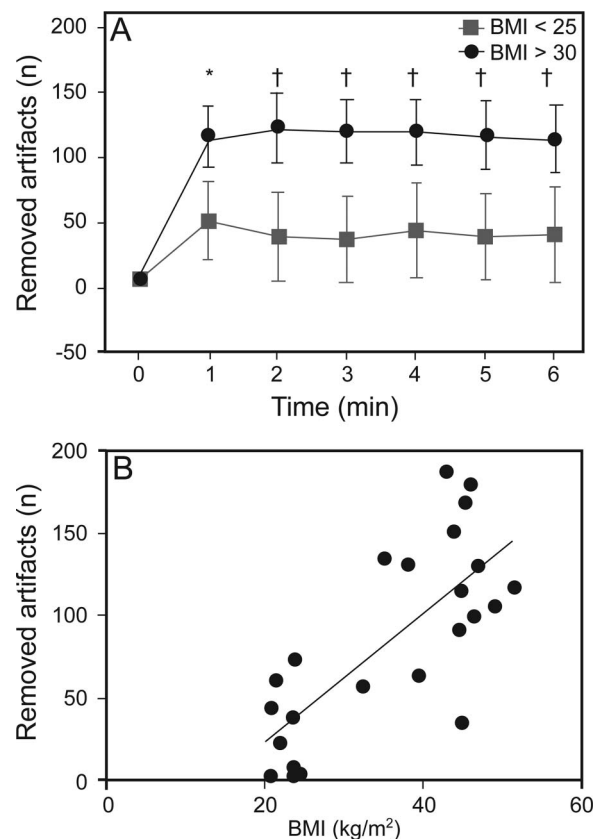 A
BMI < 25
BMI > 30
200
150
100
50
0
-50
Removed artifacts (n)
* † † † † †
0 1 2 3 4 5 6
Time (min)
B
200
150
100
50
0
Removed artifacts (n)
0 20 40 60
BMI (kg/m²)